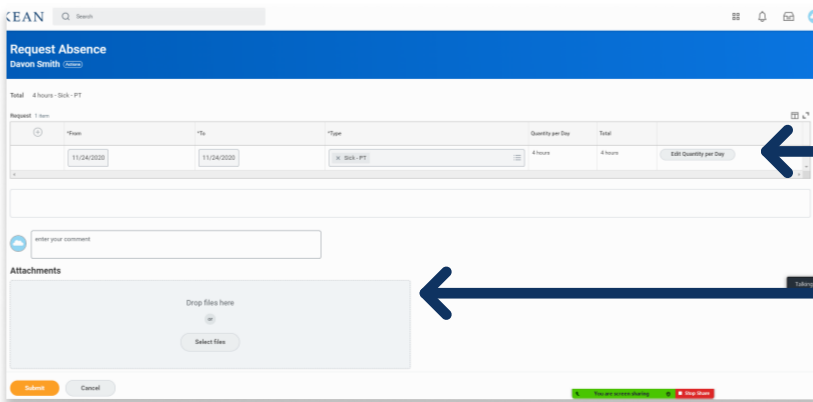 KEAN
Search
Request Absence
Davon Smith (Actions)
Total 4 hours - Sick - PT
Request 1 item
*From *To *Type Quantity per Day Total
11/24/2020 11/24/2020 × Sick - PT 4 hours 4 hours Edit Quantity per Day
enter your comment
Attachments
Drop files here
or
Select files
Submit Cancel
You are screen sharing Stop Share
Talking